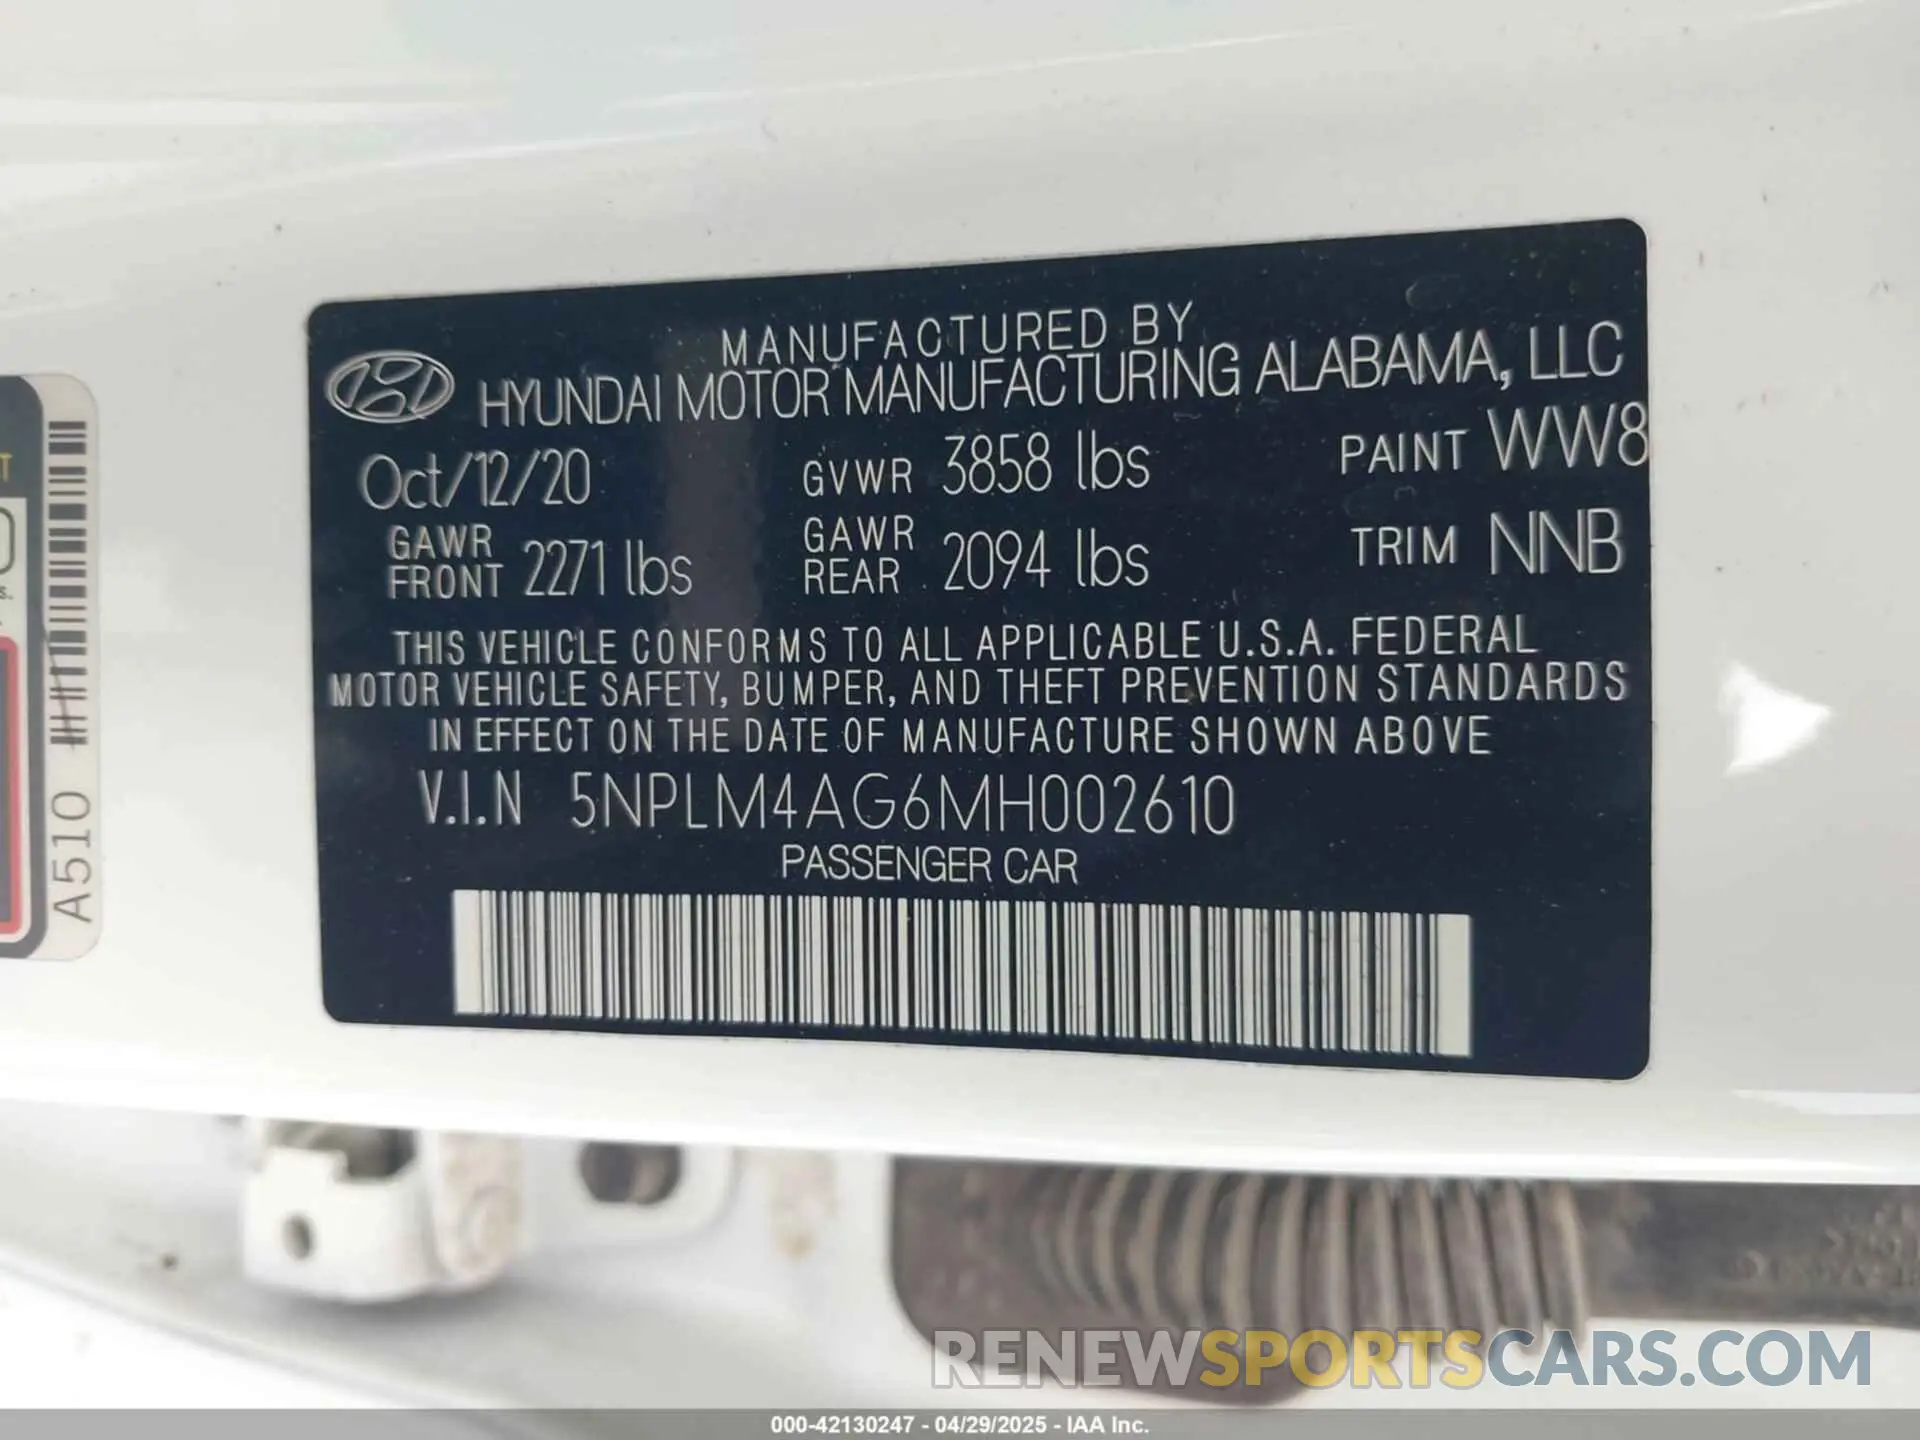 MANUFACTURED BY
HYUNDAI MOTOR MANUFACTURING ALABAMA, LLC
Oct/12/20 GVWR 3858 lbs PAINT WW8
GAWR FRONT 2271 lbs GAWR REAR 2094 lbs TRIM NNB
THIS VEHICLE CONFORMS TO ALL APPLICABLE U.S.A. FEDERAL
MOTOR VEHICLE SAFETY, BUMPER, AND THEFT PREVENTION STANDARDS
IN EFFECT ON THE DATE OF MANUFACTURE SHOWN ABOVE
V.I.N 5NPLM4AG6MH002610
PASSENGER CAR
A510
RENEWSPORTSCARS.COM
000-42130247 - 04/29/2025 - IAA Inc.